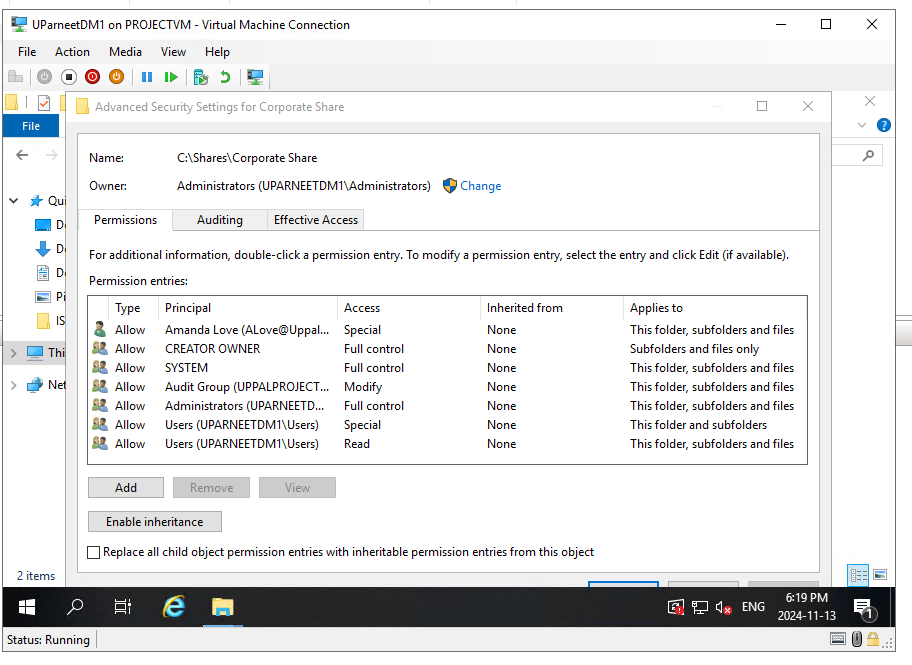 UParneetDM1 on PROJECTVM - Virtual Machine Connection
File Action Media View Help
Advanced Security Settings for Corporate Share
File
Name: C:\Shares\Corporate Share
Owner: Administrators (UPARNEETDM1\Administrators) Change
Permissions Auditing Effective Access
For additional information, double-click a permission entry. To modify a permission entry, select the entry and click Edit (if available).
Permission entries:
Type Principal Access Inherited from Applies to
Allow Amanda Love (ALove@Uppal... Special None This folder, subfolders and files
Allow CREATOR OWNER Full control None Subfolders and files only
Allow SYSTEM Full control None This folder, subfolders and files
Allow Audit Group (UPPALPROJECT... Modify None This folder, subfolders and files
Allow Administrators (UPARNEETD... Full control None This folder, subfolders and files
Allow Users (UPARNEETDM1\Users) Special None This folder and subfolders
Allow Users (UPARNEETDM1\Users) Read None This folder, subfolders and files
Qui
De
Do
Do
Pi
IS
Thi
Net
Add Remove View
Enable inheritance
Replace all child object permission entries with inheritable permission entries from this object
2 items
ENG
6:19 PM
2024-11-13
1
Status: Running